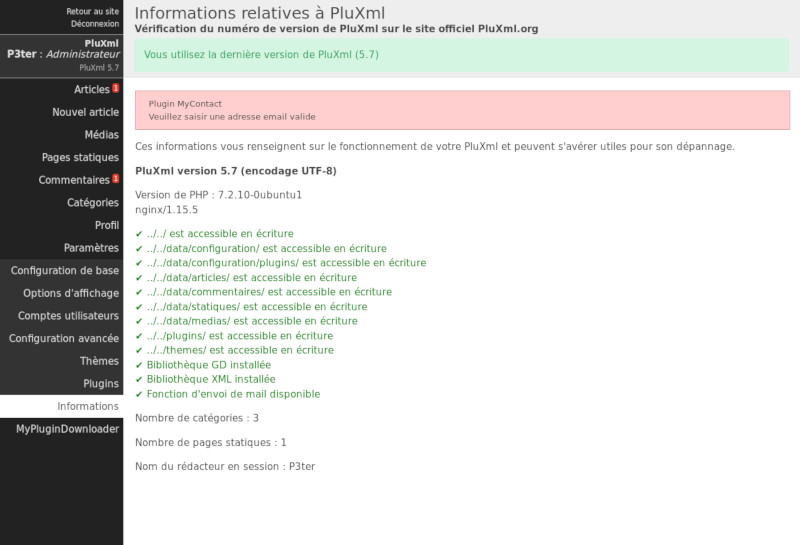 Retour au site
Déconnexion
PluXml
P3ter : Administrateur
PluXml 5.7
Articles 1
Nouvel article
Médias
Pages statiques
Commentaires 1
Catégories
Profil
Paramètres
Configuration de base
Options d'affichage
Comptes utilisateurs
Configuration avancée
Thèmes
Plugins
Informations
MyPluginDownloader
Informations relatives à PluXml
Vérification du numéro de version de PluXml sur le site officiel PluXml.org
Vous utilisez la dernière version de PluXml (5.7)
Plugin MyContact
Veuillez saisir une adresse email valide
Ces informations vous renseignent sur le fonctionnement de votre PluXml et peuvent s'avérer utiles pour son dépannage.
PluXml version 5.7 (encodage UTF-8)
Version de PHP : 7.2.10-0ubuntu1
nginx/1.15.5
✔ ../../ est accessible en écriture
✔ ../../data/configuration/ est accessible en écriture
✔ ../../data/configuration/plugins/ est accessible en écriture
✔ ../../data/articles/ est accessible en écriture
✔ ../../data/commentaires/ est accessible en écriture
✔ ../../data/statiques/ est accessible en écriture
✔ ../../data/medias/ est accessible en écriture
✔ ../../plugins/ est accessible en écriture
✔ ../../themes/ est accessible en écriture
✔ Bibliothèque GD installée
✔ Bibliothèque XML installée
✔ Fonction d'envoi de mail disponible
Nombre de catégories : 3
Nombre de pages statiques : 1
Nom du rédacteur en session : P3ter